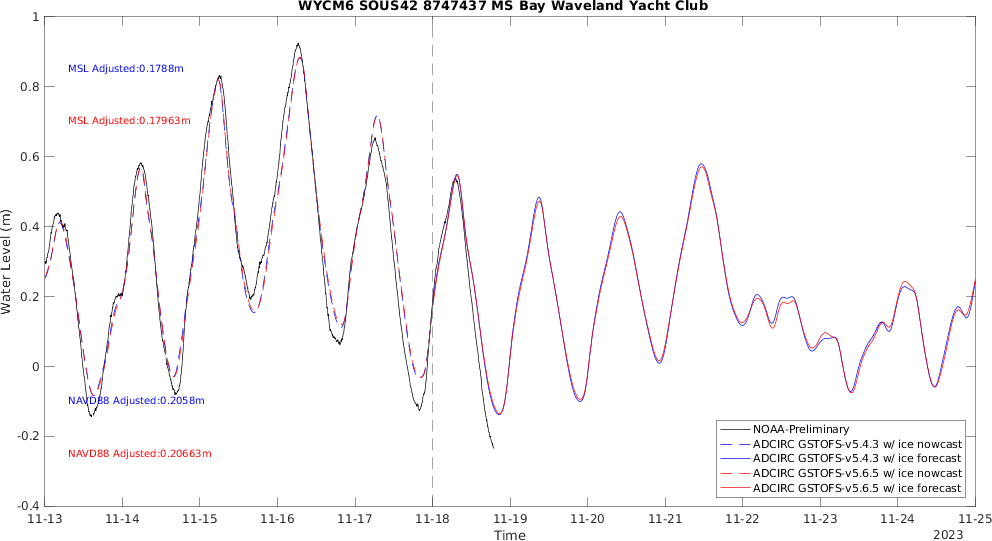 WYCM6 SOUS42 8747437 MS Bay Waveland Yacht Club
1
0.8
0.6
0.4
0.2
0
-0.2
-0.4
Water Level (m)
MSL Adjusted:0.1788m
MSL Adjusted:0.17963m
NAVD88 Adjusted:0.2058m
NAVD88 Adjusted:0.20663m
NOAA-Preliminary
ADCIRC GSTOFS-v5.4.3 w/ ice nowcast
ADCIRC GSTOFS-v5.4.3 w/ ice forecast
ADCIRC GSTOFS-v5.6.5 w/ ice nowcast
ADCIRC GSTOFS-v5.6.5 w/ ice forecast
11-13 11-14 11-15 11-16 11-17 11-18 11-19 11-20 11-21 11-22 11-23 11-24 11-25
Time
2023